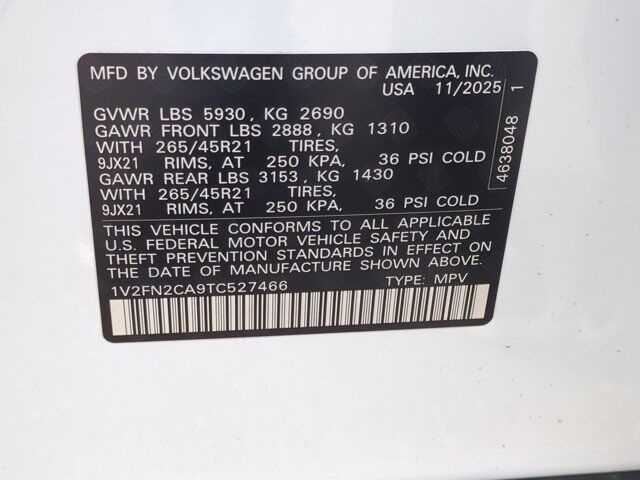 MFD BY VOLKSWAGEN GROUP OF AMERICA, INC.
USA 11/2025
GVWR LBS 5930, KG 2690
GAWR FRONT LBS 2888, KG 1310
WITH 265/45R21 TIRES,
9JX21 RIMS, AT 250 KPA, 36 PSI COLD
GAWR REAR LBS 3153, KG 1430
WITH 265/45R21 TIRES,
9JX21 RIMS, AT 250 KPA, 36 PSI COLD
THIS VEHICLE CONFORMS TO ALL APPLICABLE
U.S. FEDERAL MOTOR VEHICLE SAFETY AND
THEFT PREVENTION STANDARDS IN EFFECT ON
THE DATE OF MANUFACTURE SHOWN ABOVE.
1V2FN2CA9TC527466 TYPE: MPV
4638048 1